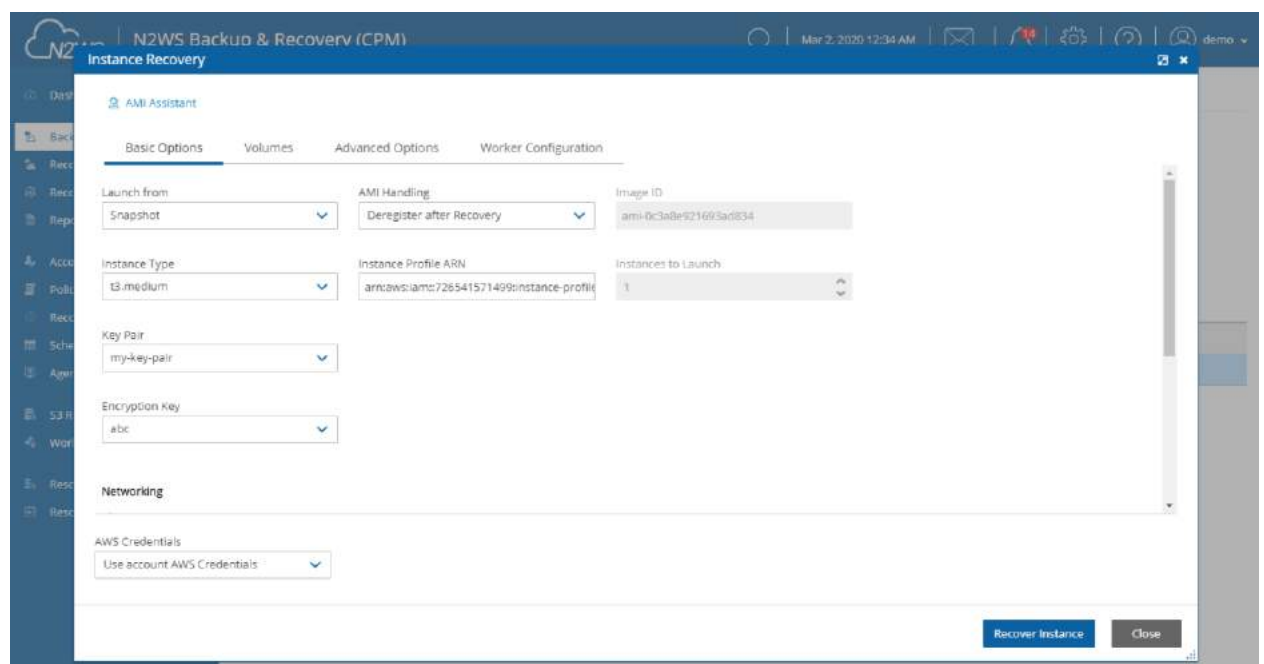 N2WS Backup & Recovery (CPM)
Mar 2, 2020 12:34 AM
14
demo
Instance Recovery
AMI Assistant
Basic Options
Volumes
Advanced Options
Worker Configuration
Launch from
AMI Handling
Image ID
Snapshot
Deregister after Recovery
ami-0c3a8e921693ad834
Instance Type
Instance Profile ARN
Instances to Launch
t3.medium
arn:aws:iam::726541571499:instance-profile
1
Key Pair
my-key-pair
Encryption Key
abc
Networking
AWS Credentials
Use account AWS Credentials
Recover Instance
Close